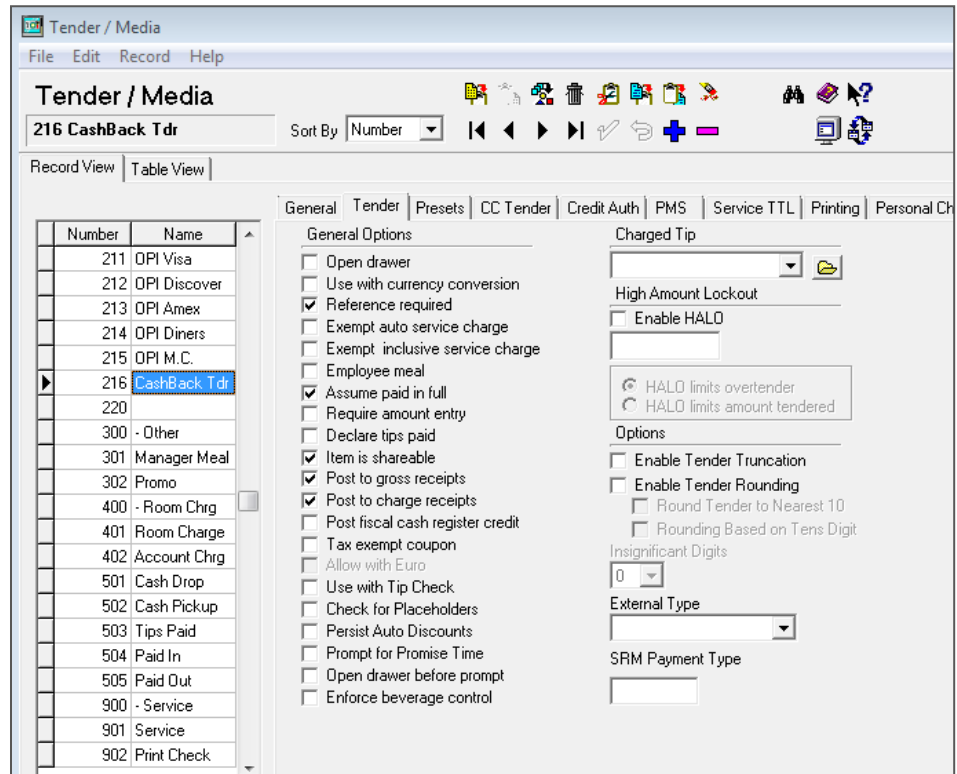 Tender / Media
File Edit Record Help
Tender / Media
216 CashBack Tdr
Sort By Number
Record View Table View
General Tender Presets CC Tender Credit Auth PMS Service TTL Printing Personal Ch
Number Name
211 OPI Visa
212 OPI Discover
213 OPI Amex
214 OPI Diners
215 OPI M.C.
216 CashBack Tdr
220
300 - Other
301 Manager Meal
302 Promo
400 - Room Chrg
401 Room Charge
402 Account Chrg
501 Cash Drop
502 Cash Pickup
503 Tips Paid
504 Paid In
505 Paid Out
900 - Service
901 Service
902 Print Check
General Options
Open drawer
Use with currency conversion
Reference required
Exempt auto service charge
Exempt inclusive service charge
Employee meal
Assume paid in full
Require amount entry
Declare tips paid
Item is shareable
Post to gross receipts
Post to charge receipts
Post fiscal cash register credit
Tax exempt coupon
Allow with Euro
Use with Tip Check
Check for Placeholders
Persist Auto Discounts
Prompt for Promise Time
Open drawer before prompt
Enforce beverage control
Charged Tip
High Amount Lockout
Enable HALO
HALO limits overtender
HALO limits amount tendered
Options
Enable Tender Truncation
Enable Tender Rounding
Round Tender to Nearest 10
Rounding Based on Tens Digit
Insignificant Digits
0
External Type
SRM Payment Type